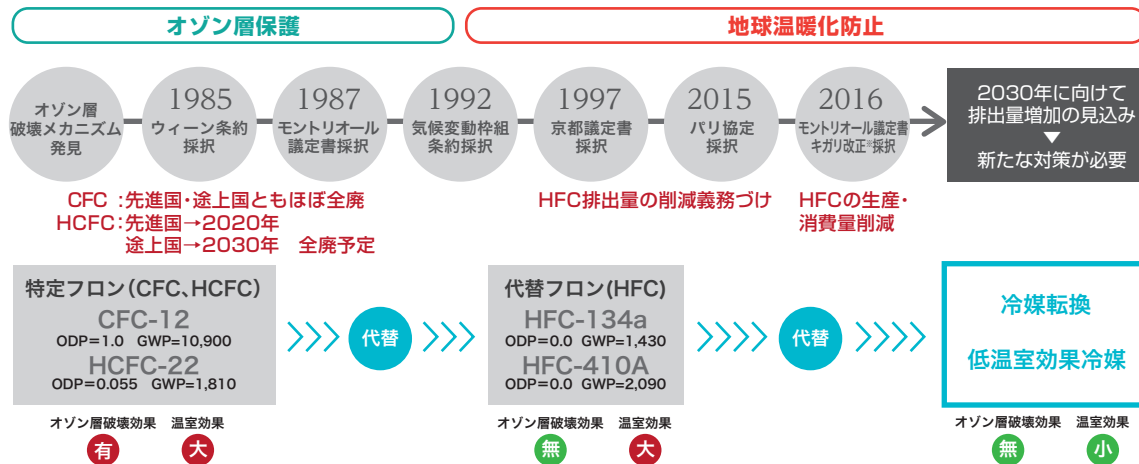 オゾン層保護
地球温暖化防止
オゾン層
破壊メカニズム
発見
1985
ウィーン条約
採択
1987
モントリオール
議定書採択
1992
気候変動枠組
条約採択
1997
京都議定書
採択
2015
パリ協定
採択
2016
モントリオール議定書
キガリ改正※採択
2030年に向けて
排出量増加の見込み
▼
新たな対策が必要
CFC :先進国・途上国ともほぼ全廃
HCFC:先進国→2020年
途上国→2030年 全廃予定
HFC排出量の削減義務づけ
HFCの生産・
消費量削減
特定フロン(CFC、HCFC)
CFC-12
ODP=1.0 GWP=10,900
HCFC-22
ODP=0.055 GWP=1,810
代替
代替フロン(HFC)
HFC-134a
ODP=0.0 GWP=1,430
HFC-410A
ODP=0.0 GWP=2,090
代替
冷媒転換
低温室効果冷媒
オゾン層破壊効果 温室効果
有 大
オゾン層破壊効果 温室効果
無 大
オゾン層破壊効果 温室効果
無 小